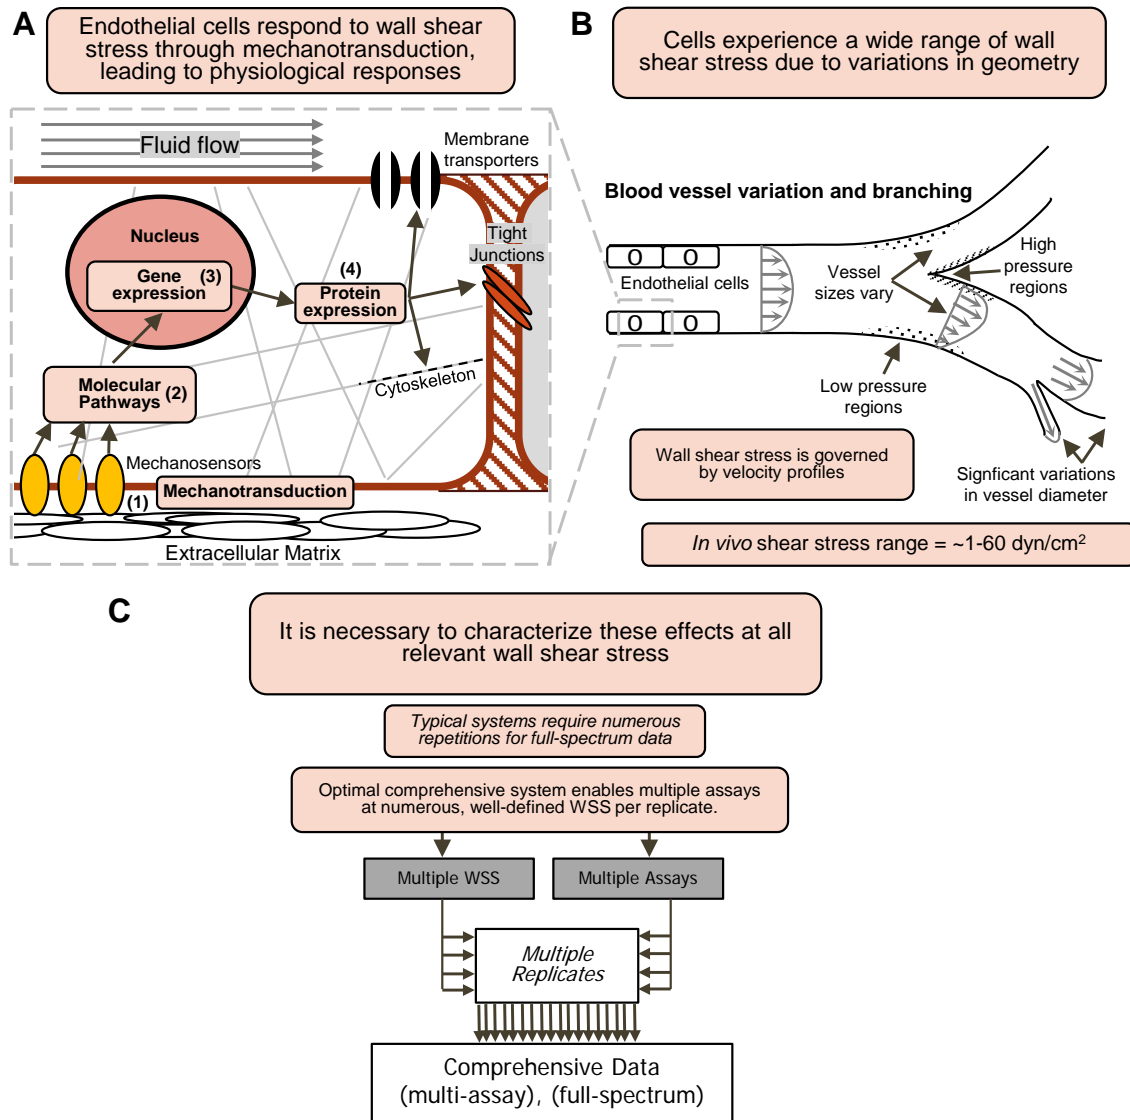 A
Endothelial cells respond to wall shear
stress through mechanotransduction,
leading to physiological responses
Fluid flow
Membrane
transporters
Nucleus
Tight
Junctions
Gene
expression
(3)
(4)
Protein
expression
Molecular
Pathways
(2)
Cytoskeleton
Mechanosensors
(1)
Mechanotransduction
Extracellular Matrix
B
Cells experience a wide range of wall
shear stress due to variations in geometry
Blood vessel variation and branching
O
O
Endothelial cells
O
O
Vessel
sizes vary
High
pressure
regions
Low pressure
regions
Wall shear stress is governed
by velocity profiles
Signficant variations
in vessel diameter
In vivo shear stress range = ~1-60 dyn/cm²
C
It is necessary to characterize these effects at all
relevant wall shear stress
Typical systems require numerous
repetitions for full-spectrum data
Optimal comprehensive system enables multiple assays
at numerous, well-defined WSS per replicate.
Multiple WSS
Multiple Assays
Multiple
Replicates
Comprehensive Data
(multi-assay), (full-spectrum)